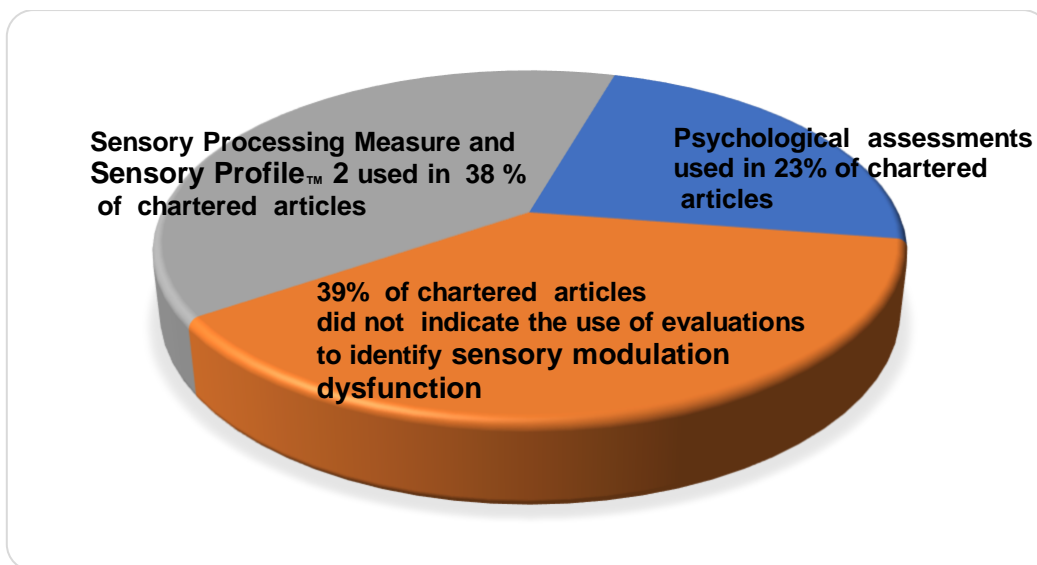 Sensory Processing Measure and
Sensory Profile™ 2 used in 38 %
of chartered articles
Psychological assessments
used in 23% of chartered
articles
39% of chartered articles
did not indicate the use of evaluations
to identify sensory modulation
dysfunction